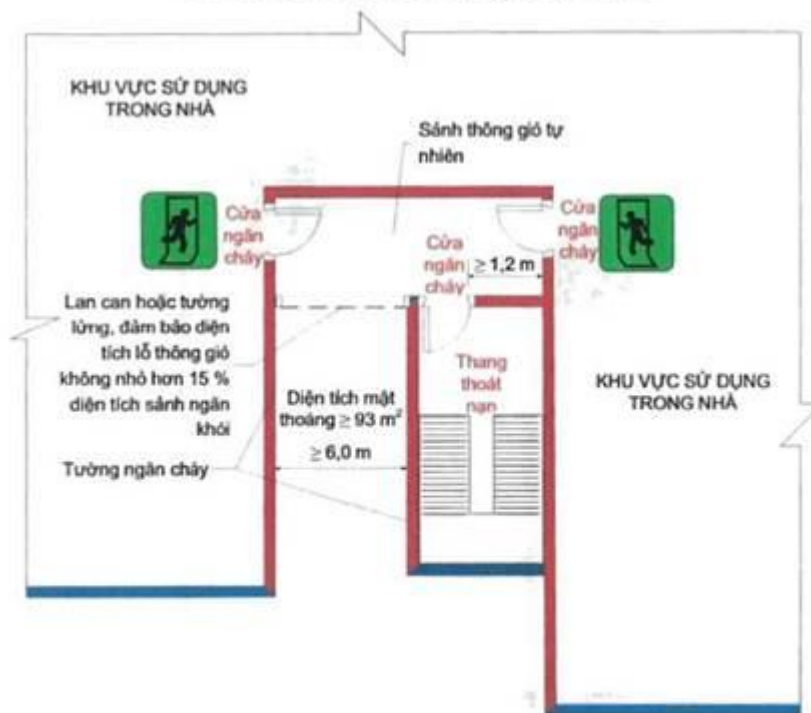 KHU VỰC SỬ DỤNG
TRONG NHÀ
Sảnh thông gió tự
nhiên
Cửa
ngăn
cháy
Cửa
ngăn
cháy
Cửa
ngăn
cháy
≥ 1,2 m
Lan can hoặc tường
lửng, đảm bảo diện
tích lỗ thông gió
không nhỏ hơn 15 %
diện tích sảnh ngăn
khói
Diện tích mặt
thoáng ≥ 93 m²
≥ 6,0 m
Thang
thoát
nạn
KHU VỰC SỬ DỤNG
TRONG NHÀ
Tường ngăn cháy